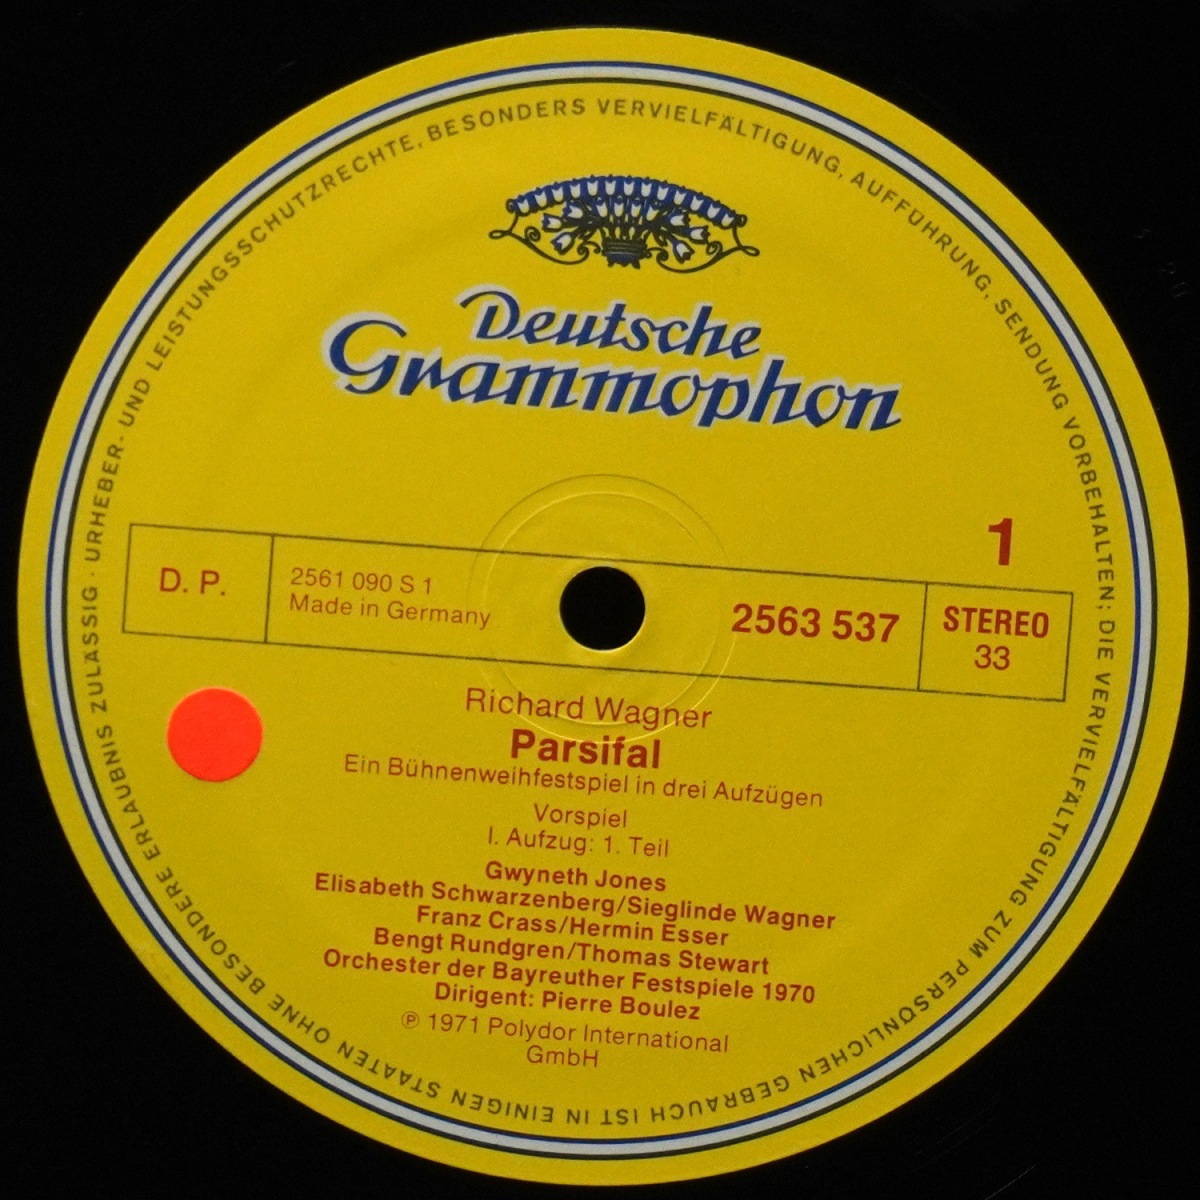 URHEBER- UND LEISTUNGSSCHUTZRECHTE, BESONDERS VERVIELFÄLTIGUNG, AUFFÜHRUNG, SENDUNG VORBEHALTEN; DIE VERVIELFÄLTIGUNG ZUM PERSÖNLICHEN GEBRAUCH IST IN EINIGEN STAATEN OHNE BESONDERE ERLAUBNIS ZULÄSSIG ·
Deutsche
Grammophon
1
D. P.
2561 090 S 1
Made in Germany
2563 537
STEREO
33
Richard Wagner
Parsifal
Ein Bühnenweihfestspiel in drei Aufzügen
Vorspiel
I. Aufzug: 1. Teil
Gwyneth Jones
Elisabeth Schwarzenberg/Sieglinde Wagner
Franz Crass/Hermin Esser
Bengt Rundgren/Thomas Stewart
Orchester der Bayreuther Festspiele 1970
Dirigent: Pierre Boulez
℗ 1971 Polydor International
GmbH